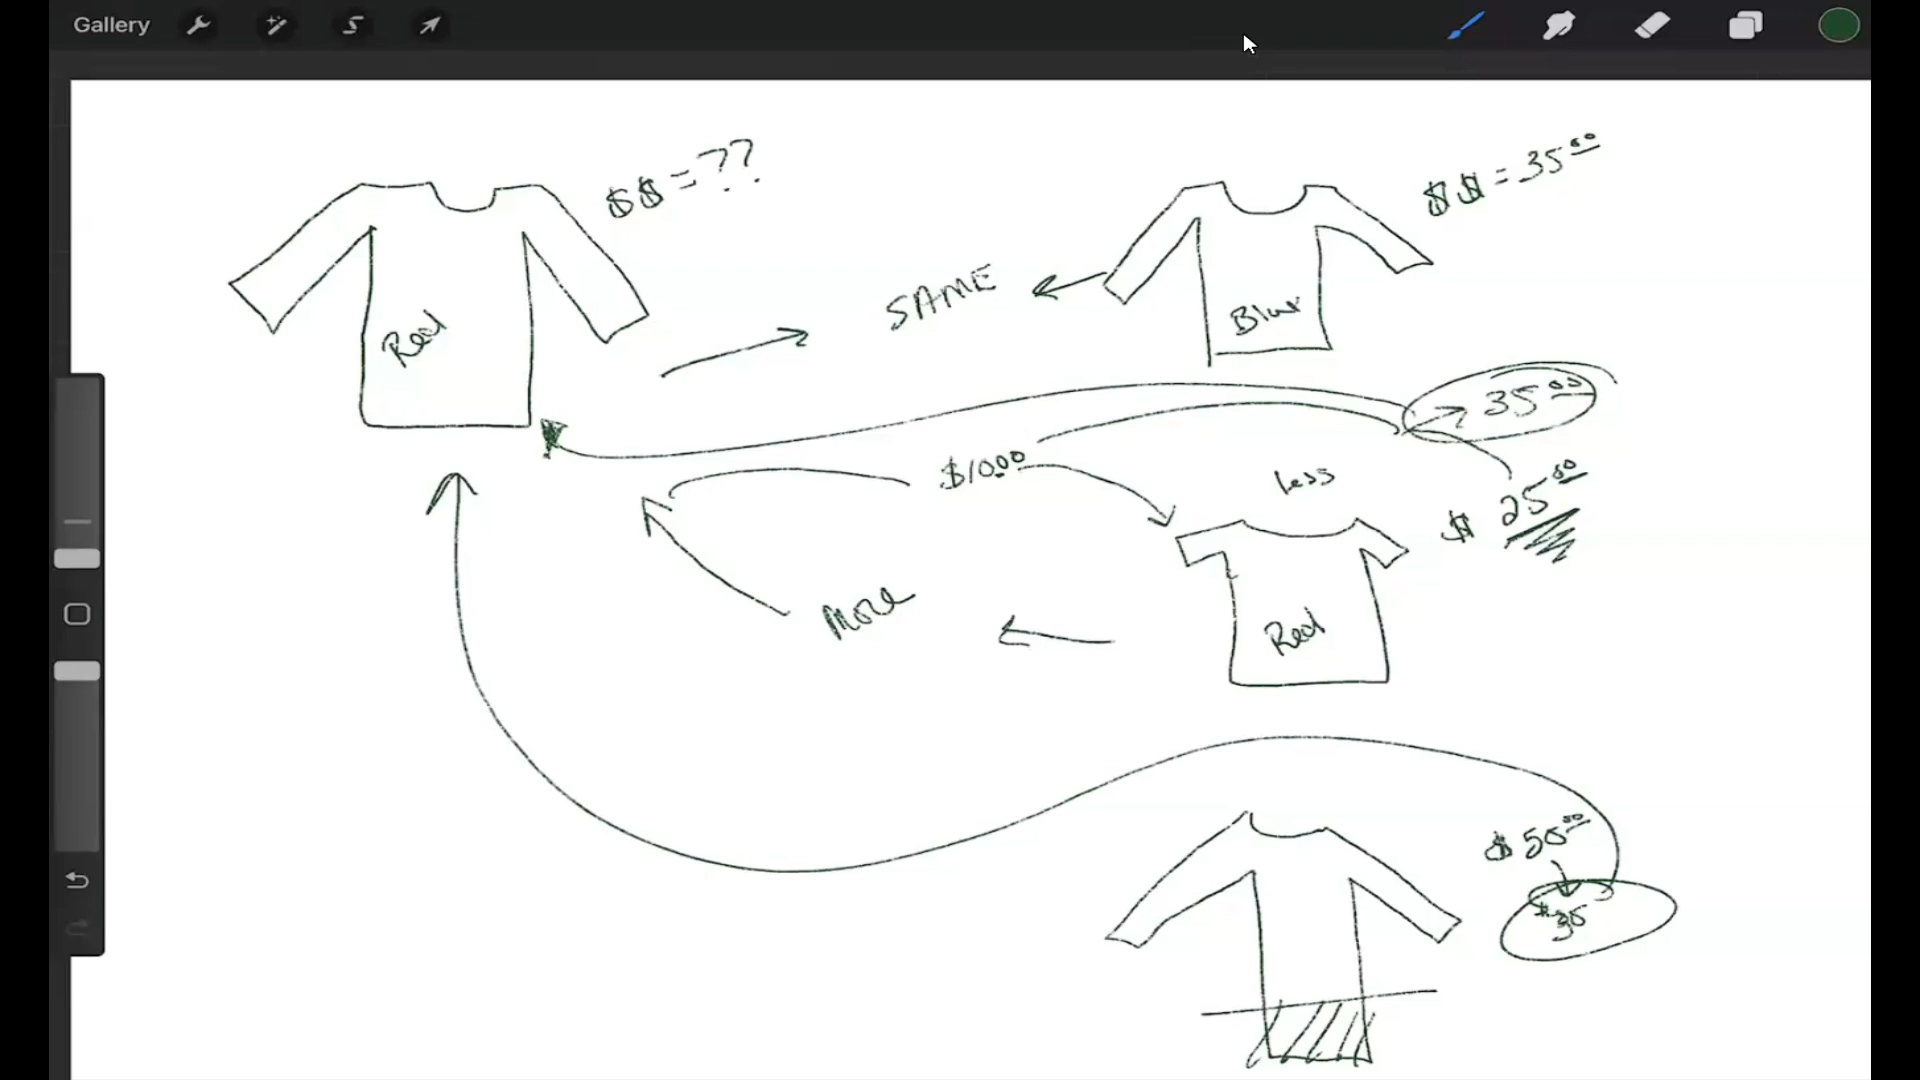 Gallery
$$ = ??
$$ = 35 00
SAME
Red
Blue
35 00
$10.00
Less
$ 25 00
More
Red
$ 50 00
$35